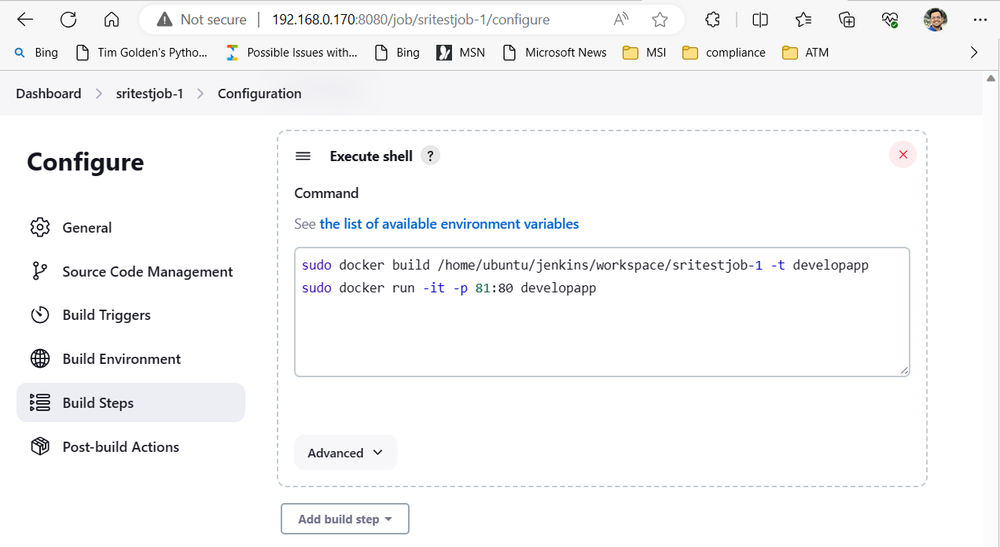 Not secure 192.168.0.170:8080/job/sritestjob-1/configure
Bing Tim Golden's Pytho... Possible Issues with... Bing MSN Microsoft News MSI compliance ATM
Dashboard sritestjob-1 Configuration
Configure
General
Source Code Management
Build Triggers
Build Environment
Build Steps
Post-build Actions
Execute shell ?
Command
See the list of available environment variables
sudo docker build /home/ubuntu/jenkins/workspace/sritestjob-1 -t developapp
sudo docker run -it -p 81:80 developapp
Advanced
Add build step